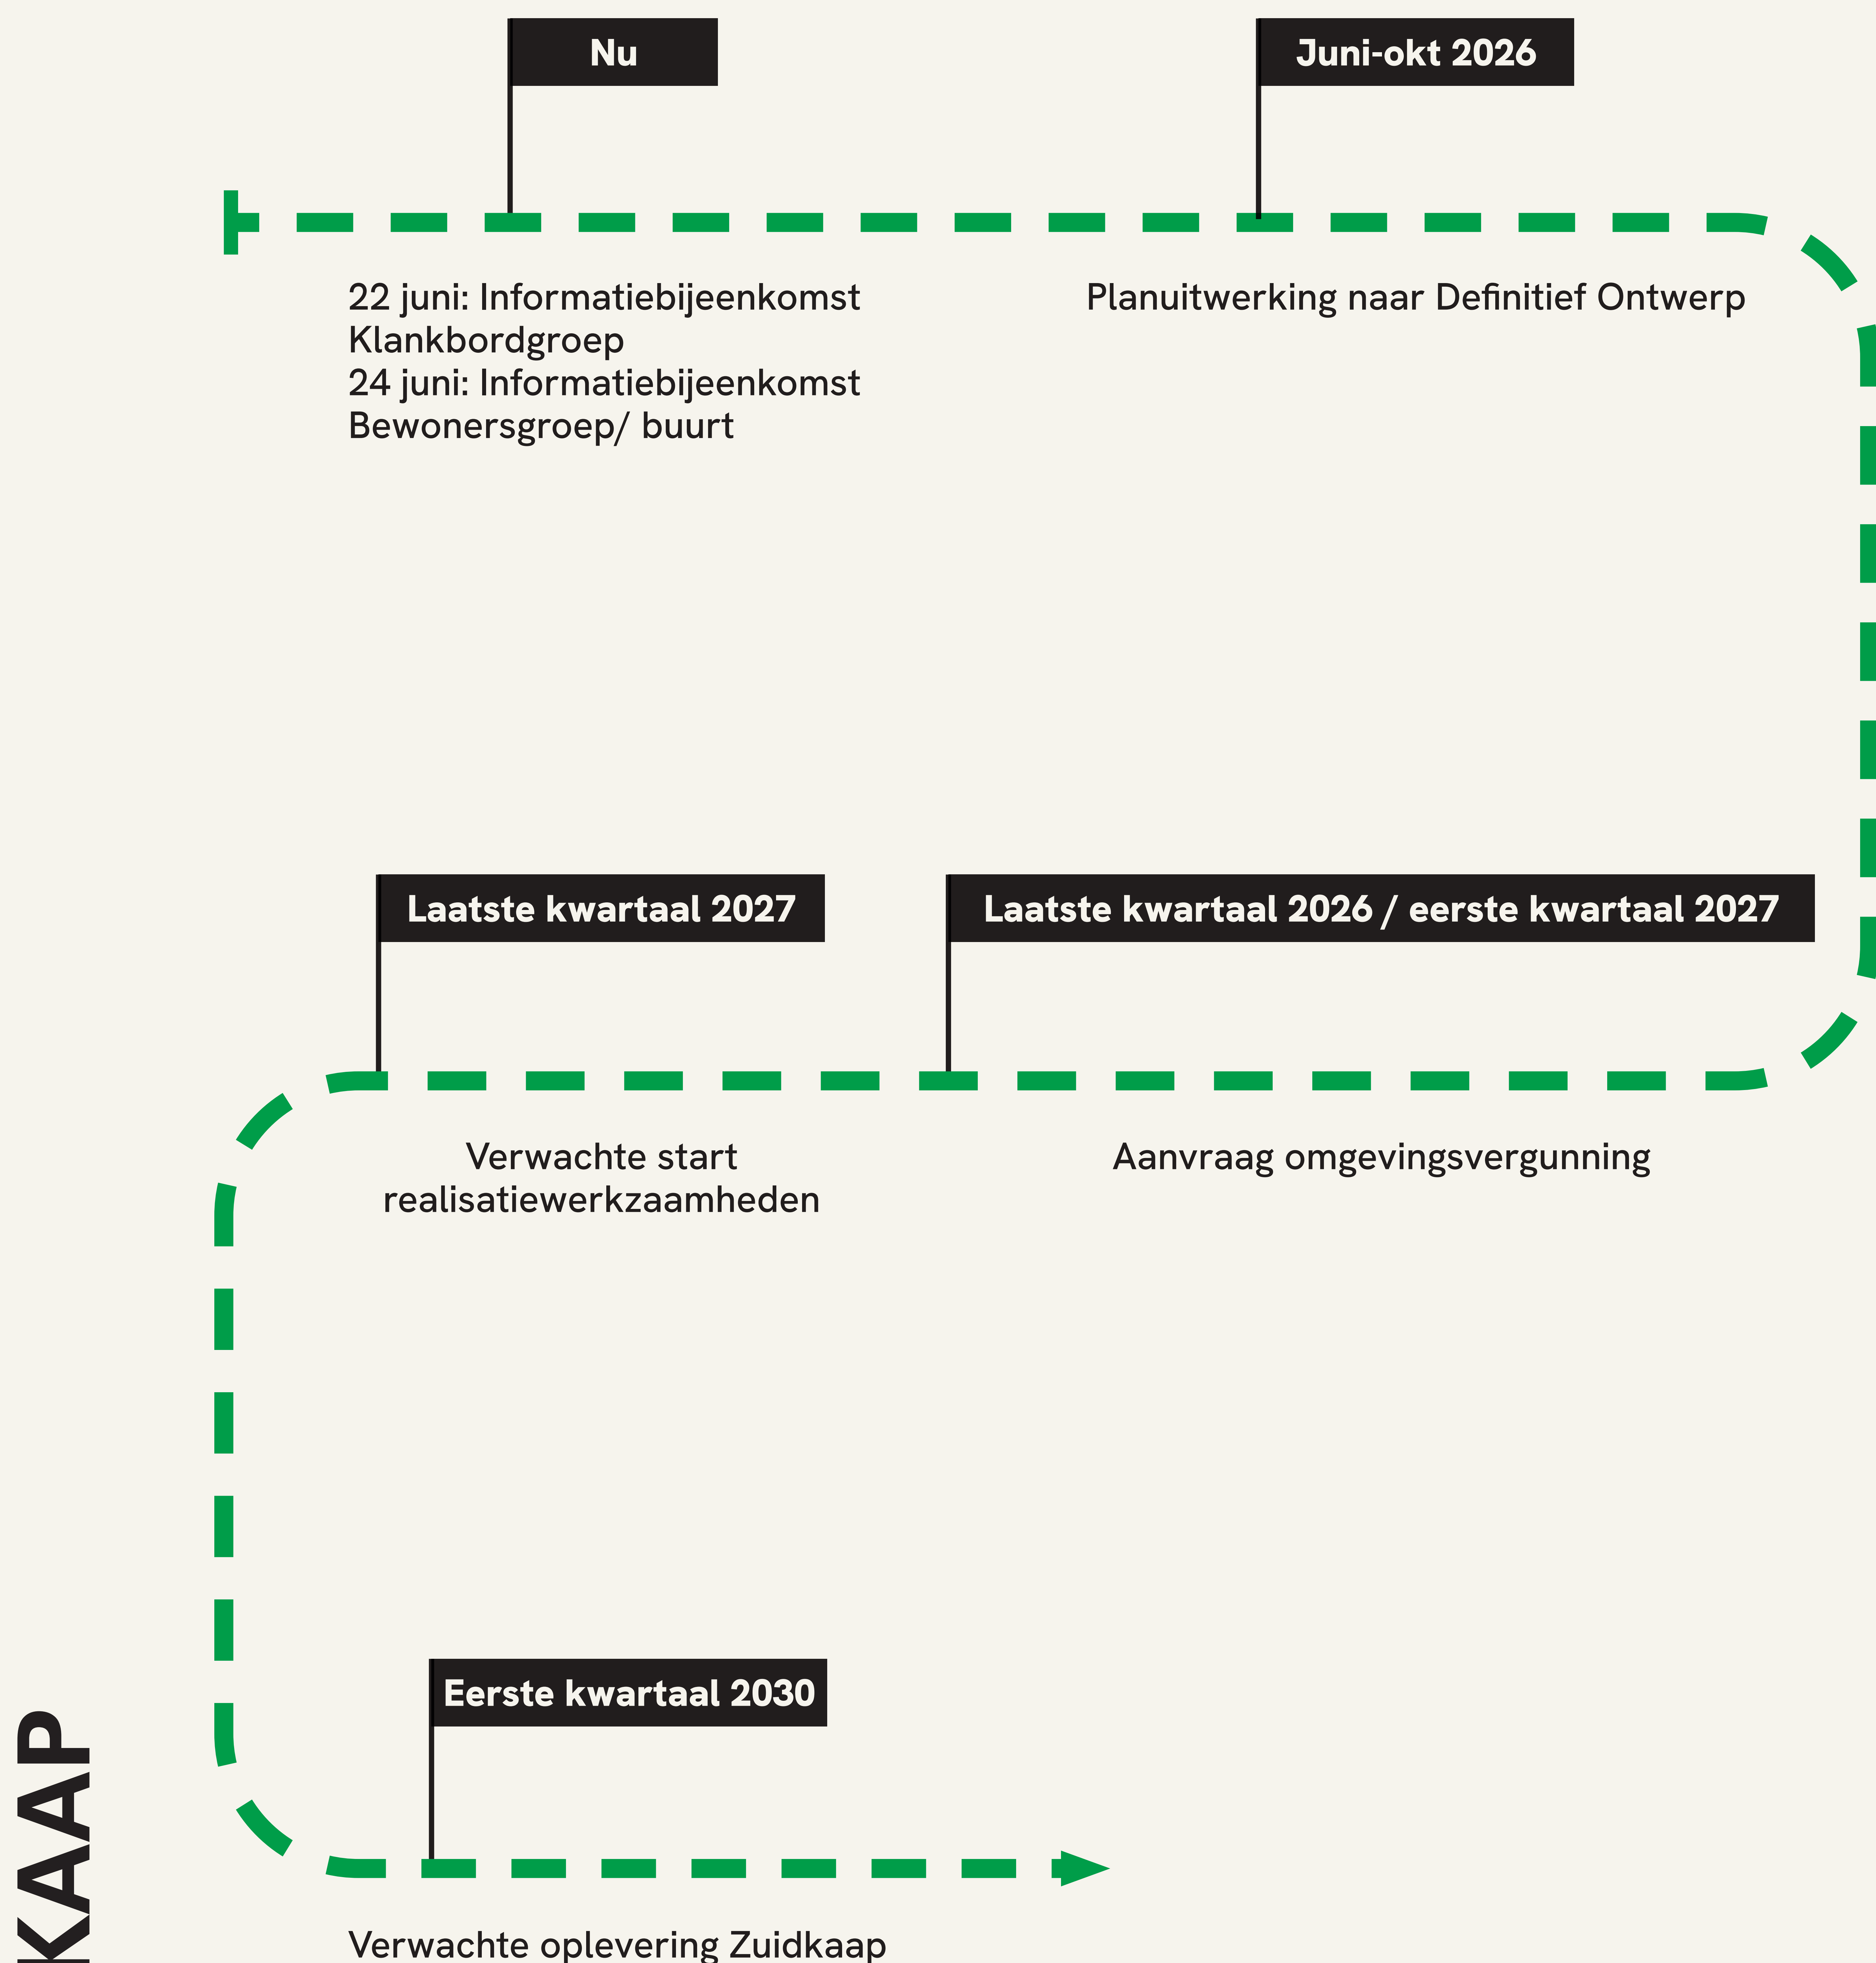 Nu
22 juni: Informatiebijeenkomst
Klankbordgroep
24 juni: Informatiebijeenkomst
Bewonersgroep/ buurt
Juni-okt 2026
Planuitwerking naar Definitief Ontwerp
Laatste kwartaal 2026 / eerste kwartaal 2027
Aanvraag omgevingsvergunning
Laatste kwartaal 2027
Verwachte start
realisatiewerkzaamheden
Eerste kwartaal 2030
Verwachte oplevering Zuidkaap
KAAP